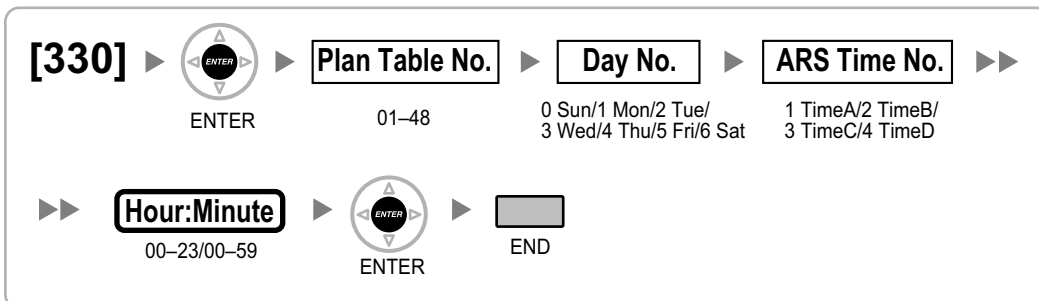 [330] ENTER Plan Table No. Day No. ARS Time No.
ENTER 01–48 0 Sun/1 Mon/2 Tue/ 1 TimeA/2 TimeB/
3 Wed/4 Thu/5 Fri/6 Sat 3 TimeC/4 TimeD
Hour:Minute ENTER
00–23/00–59 ENTER END